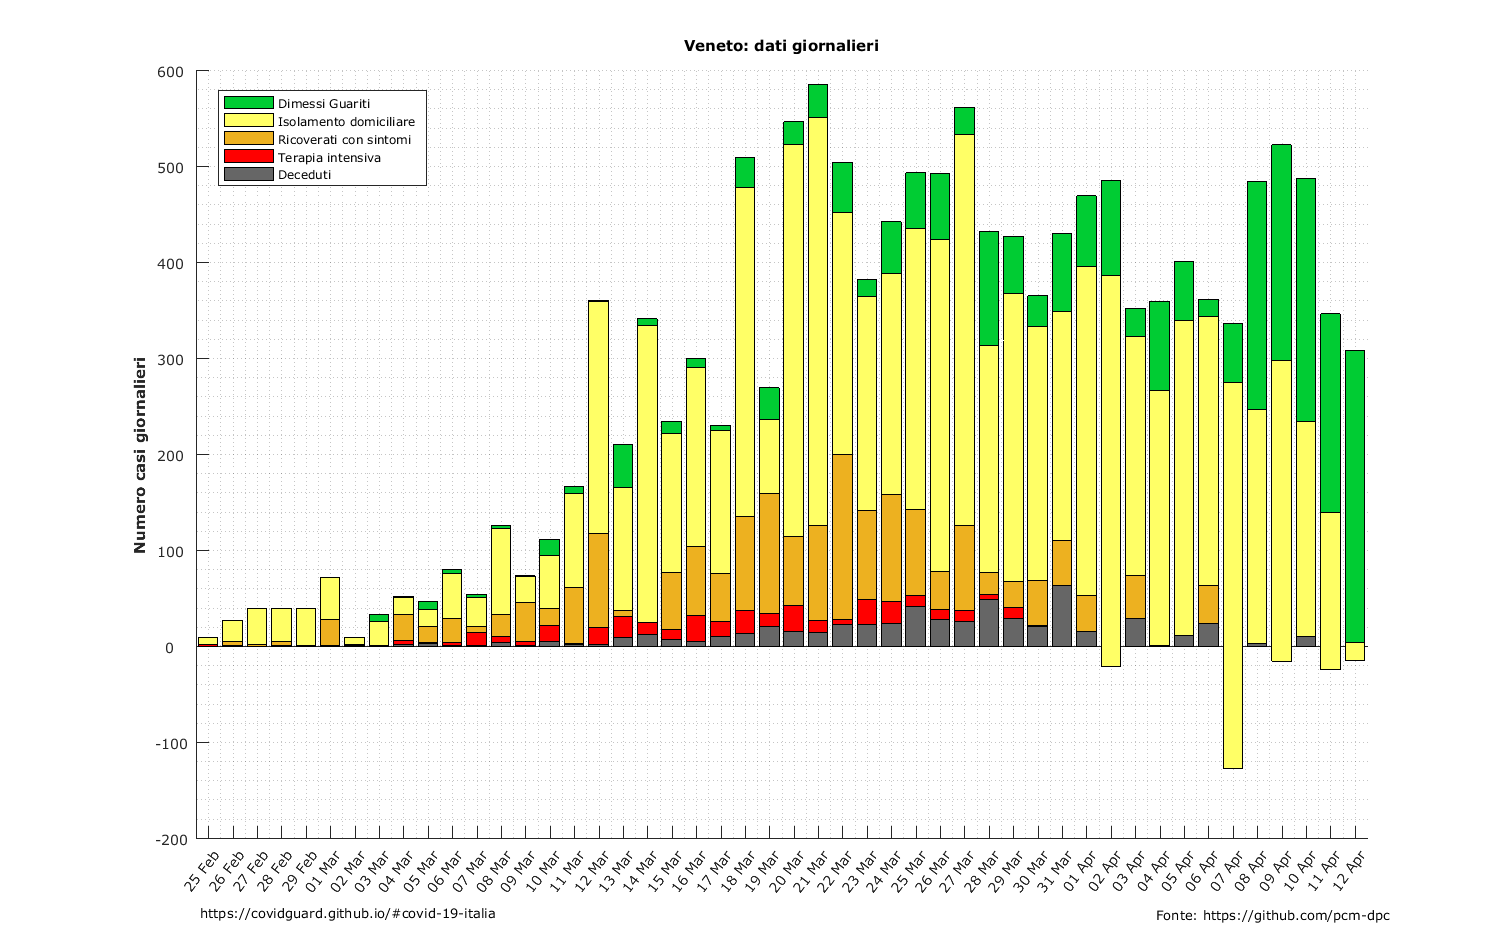 Veneto: dati giornalieri
600
500
400
300
200
100
0
-100
-200
Numero casi giornalieri
Dimessi Guariti
Isolamento domiciliare
Ricoverati con sintomi
Terapia intensiva
Deceduti
25 Feb
26 Feb
27 Feb
28 Feb
29 Feb
01 Mar
02 Mar
03 Mar
04 Mar
05 Mar
06 Mar
07 Mar
08 Mar
09 Mar
10 Mar
11 Mar
12 Mar
13 Mar
14 Mar
15 Mar
16 Mar
17 Mar
18 Mar
19 Mar
20 Mar
21 Mar
22 Mar
23 Mar
24 Mar
25 Mar
26 Mar
27 Mar
28 Mar
29 Mar
30 Mar
31 Mar
01 Apr
02 Apr
03 Apr
04 Apr
05 Apr
06 Apr
07 Apr
08 Apr
09 Apr
10 Apr
11 Apr
12 Apr
https://covidguard.github.io/#covid-19-italia
Fonte: https://github.com/pcm-dpc